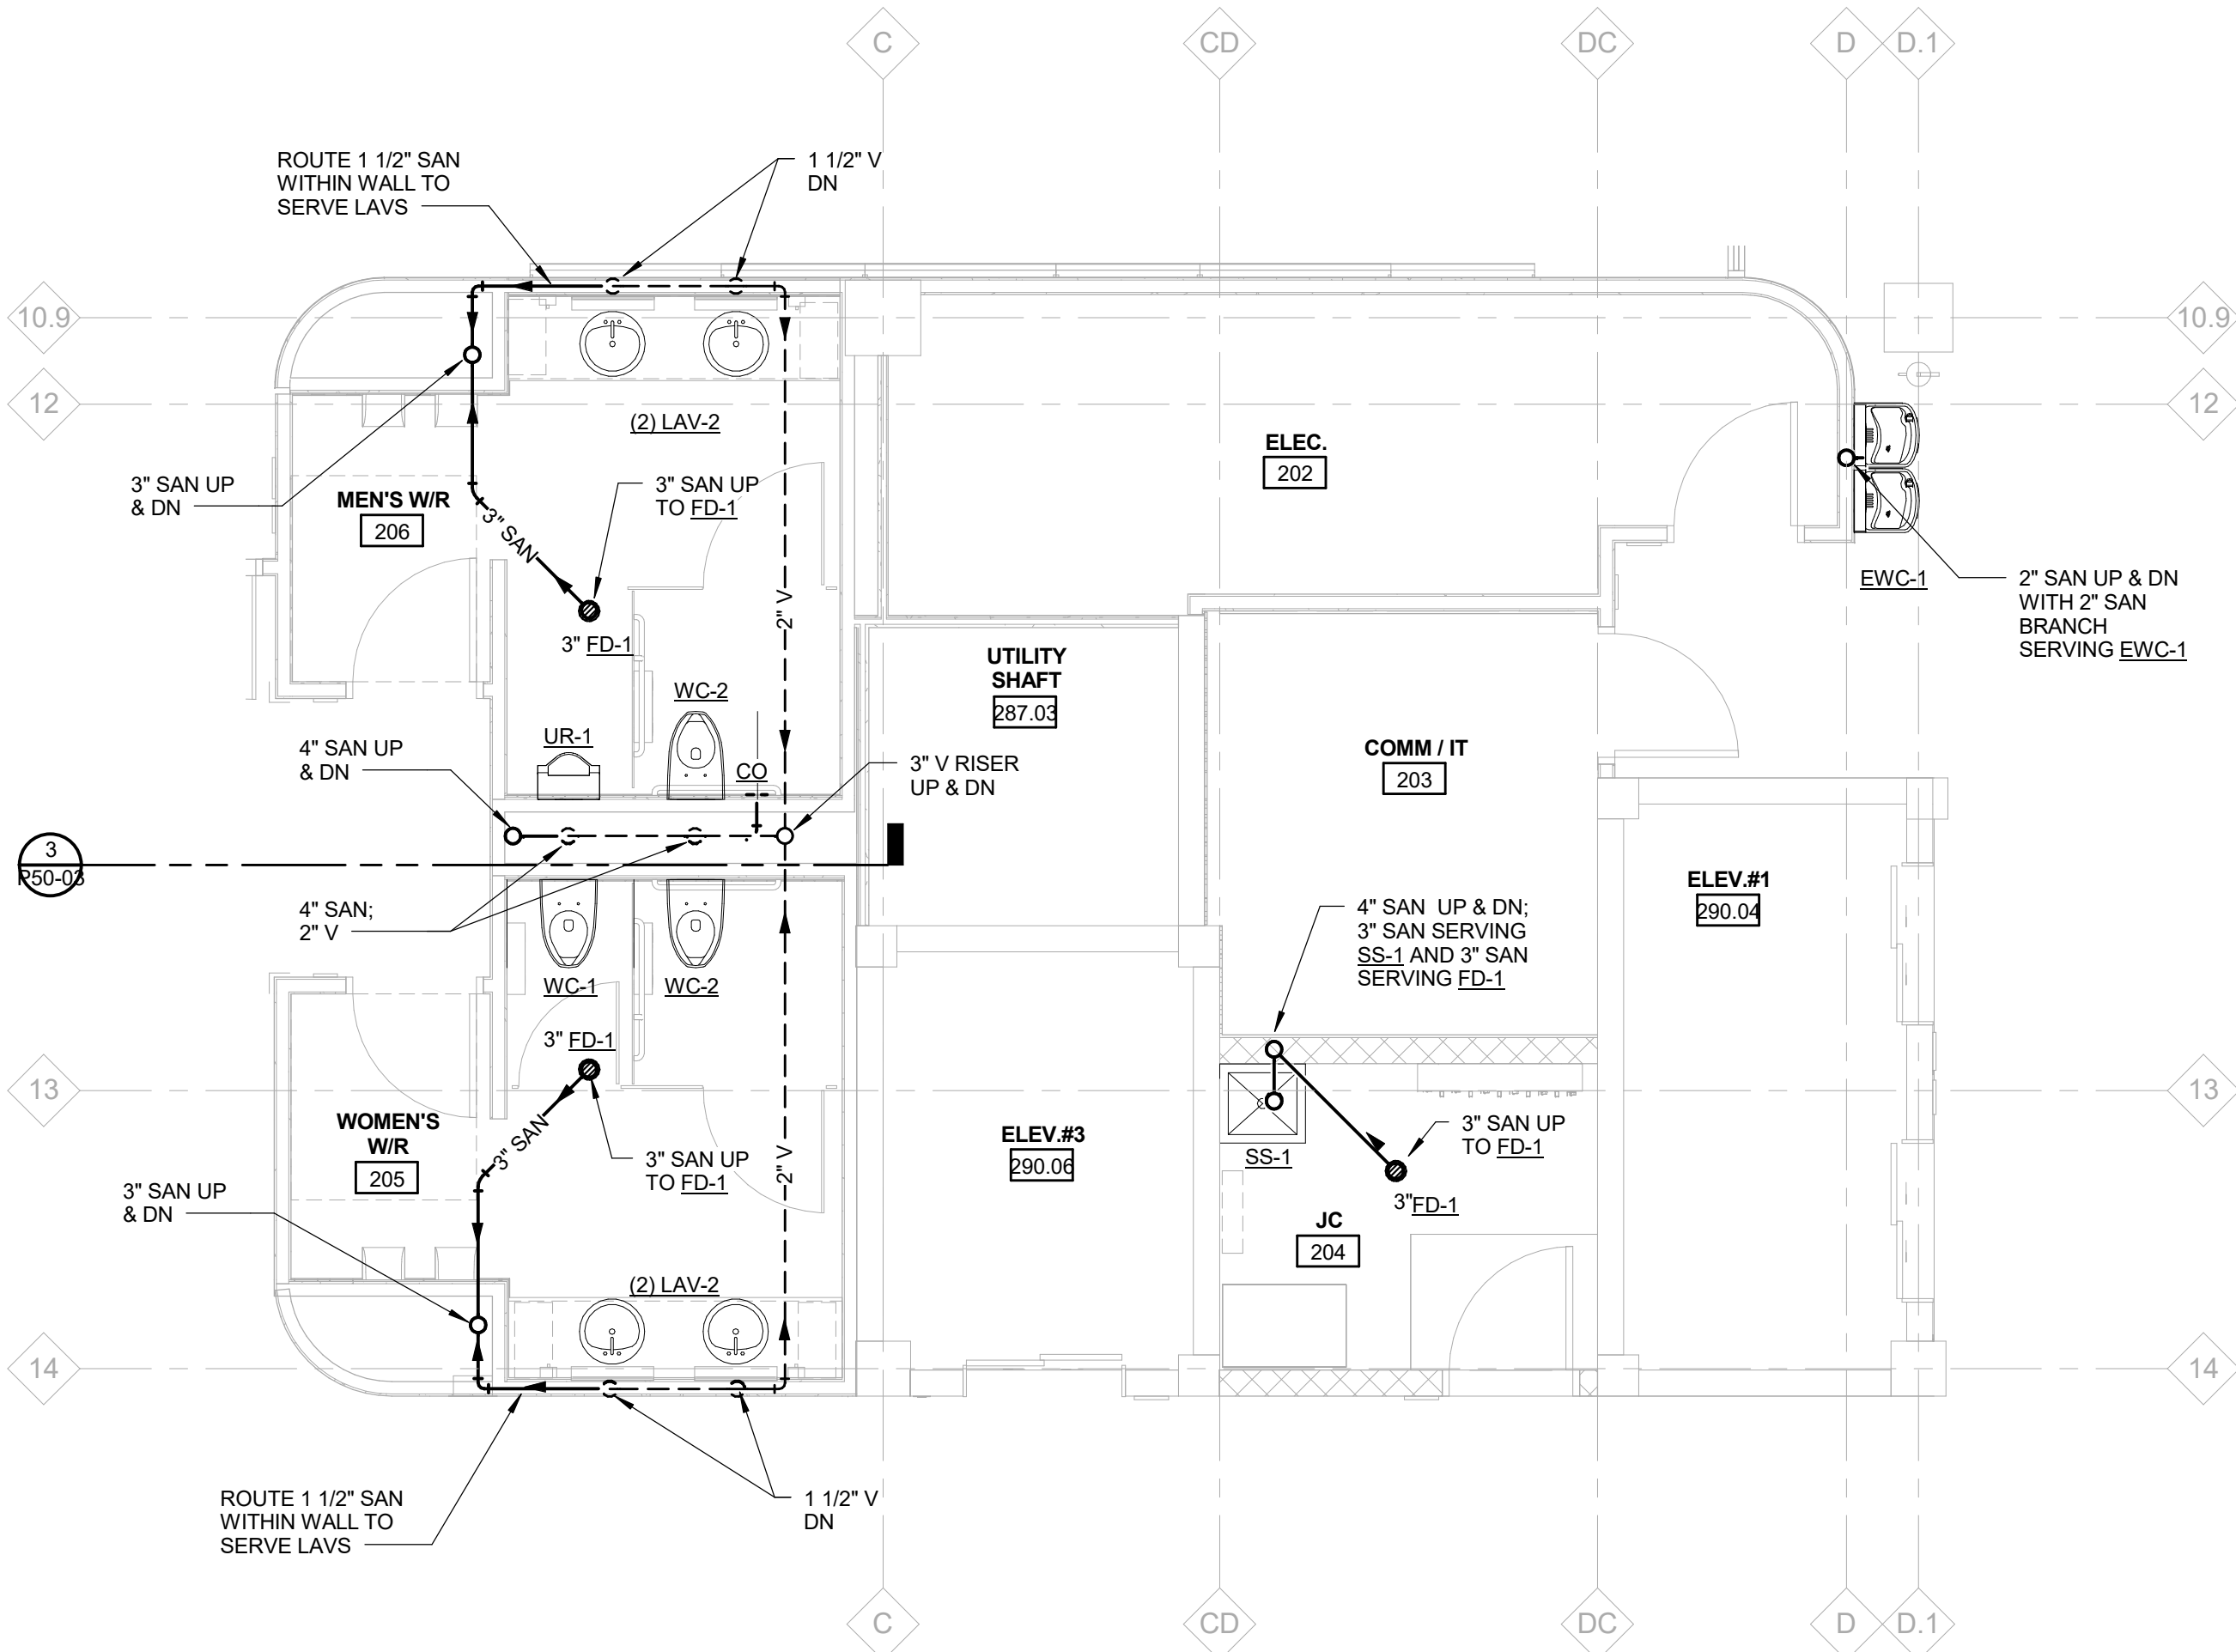 C
CD
DC
D
D.1
ROUTE 1 1/2" SAN
WITHIN WALL TO
SERVE LAVS
1 1/2" V
DN
10.9
10.9
12
12
(2) LAV-2
ELEC.
202
3" SAN UP
& DN
MEN'S W/R
206
3" SAN UP
TO FD-1
3" SAN
3" FD-1
2" V
EWC-1
2" SAN UP & DN
WITH 2" SAN
BRANCH
SERVING EWC-1
UTILITY
SHAFT
287.03
WC-2
UR-1
CO
4" SAN UP
& DN
3" V RISER
UP & DN
COMM / IT
203
3
P50-03
4" SAN;
2" V
WC-1
WC-2
4" SAN UP & DN;
3" SAN SERVING
SS-1 AND 3" SAN
SERVING FD-1
ELEV.#1
290.04
3" FD-1
13
13
WOMEN'S
W/R
205
3" SAN
3" SAN UP
TO FD-1
2" V
ELEV.#3
290.06
SS-1
3" SAN UP
TO FD-1
3"FD-1
3" SAN UP
& DN
JC
204
(2) LAV-2
14
14
ROUTE 1 1/2" SAN
WITHIN WALL TO
SERVE LAVS
1 1/2" V
DN
C
CD
DC
D
D.1